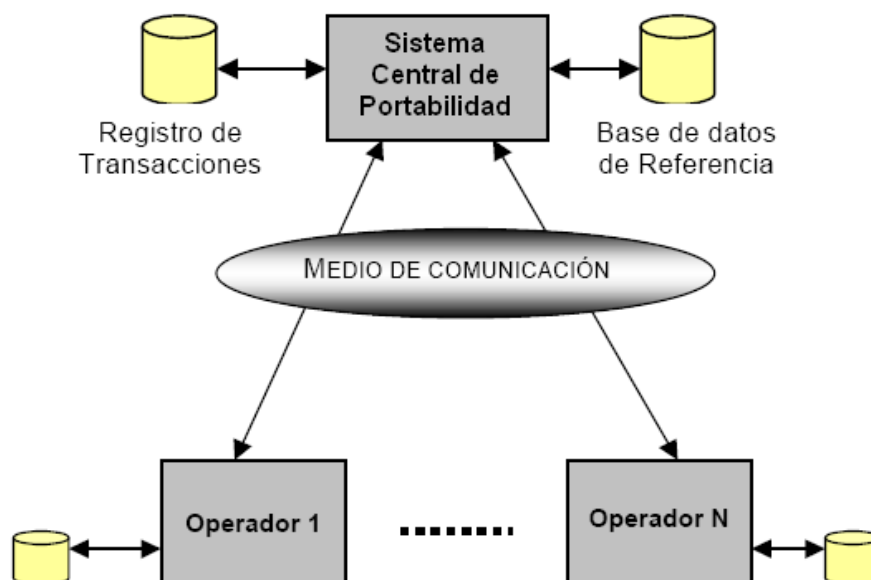 Sistema
Central de
Portabilidad
Registro de
Transacciones
Base de datos
de Referencia
MEDIO DE COMUNICACIÓN
Operador 1
Operador N